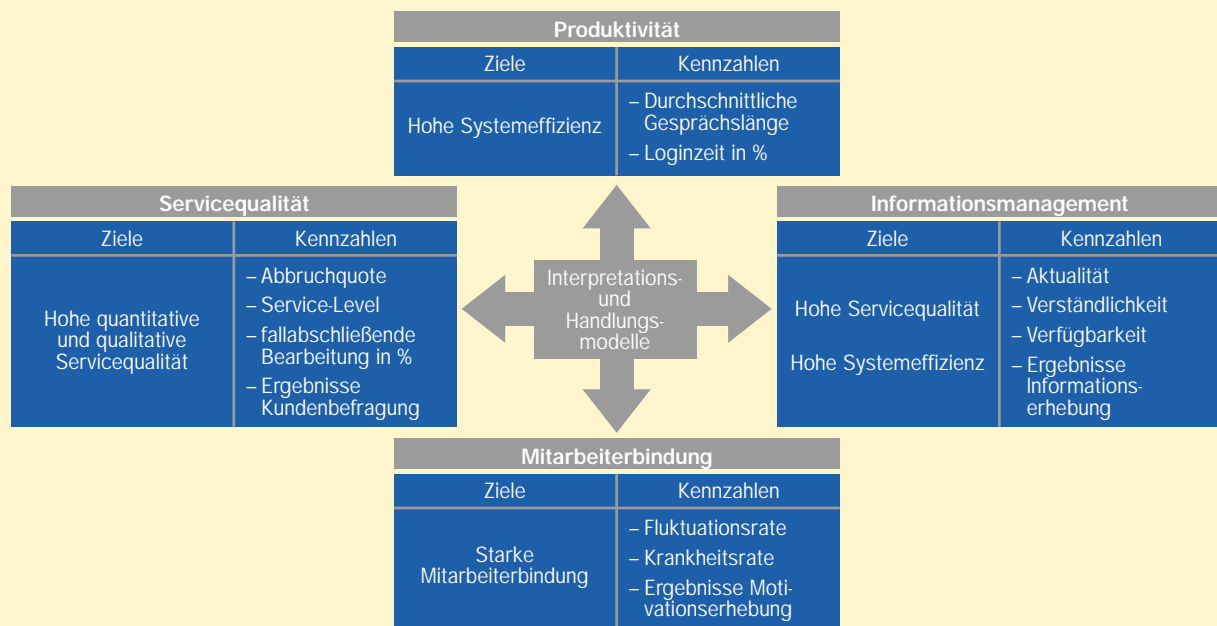 Produktivität
Ziele
Kennzahlen
Hohe Systemeffizienz
– Durchschnittliche
Gesprächslänge
– Loginzeit in %
Servicequalität
Ziele
Kennzahlen
Hohe quantitative
und qualitative
Servicequalität
– Abbruchquote
– Service-Level
– fallabschließende
Bearbeitung in %
– Ergebnisse
Kundenbefragung
Interpretations-
und
Handlungs-
modelle
Informationsmanagement
Ziele
Kennzahlen
Hohe Servicequalität
Hohe Systemeffizienz
– Aktualität
– Verständlichkeit
– Verfügbarkeit
– Ergebnisse
Informations-
erhebung
Mitarbeiterbindung
Ziele
Kennzahlen
Starke
Mitarbeiterbindung
– Fluktuationsrate
– Krankheitsrate
– Ergebnisse Moti-
vationserhebung